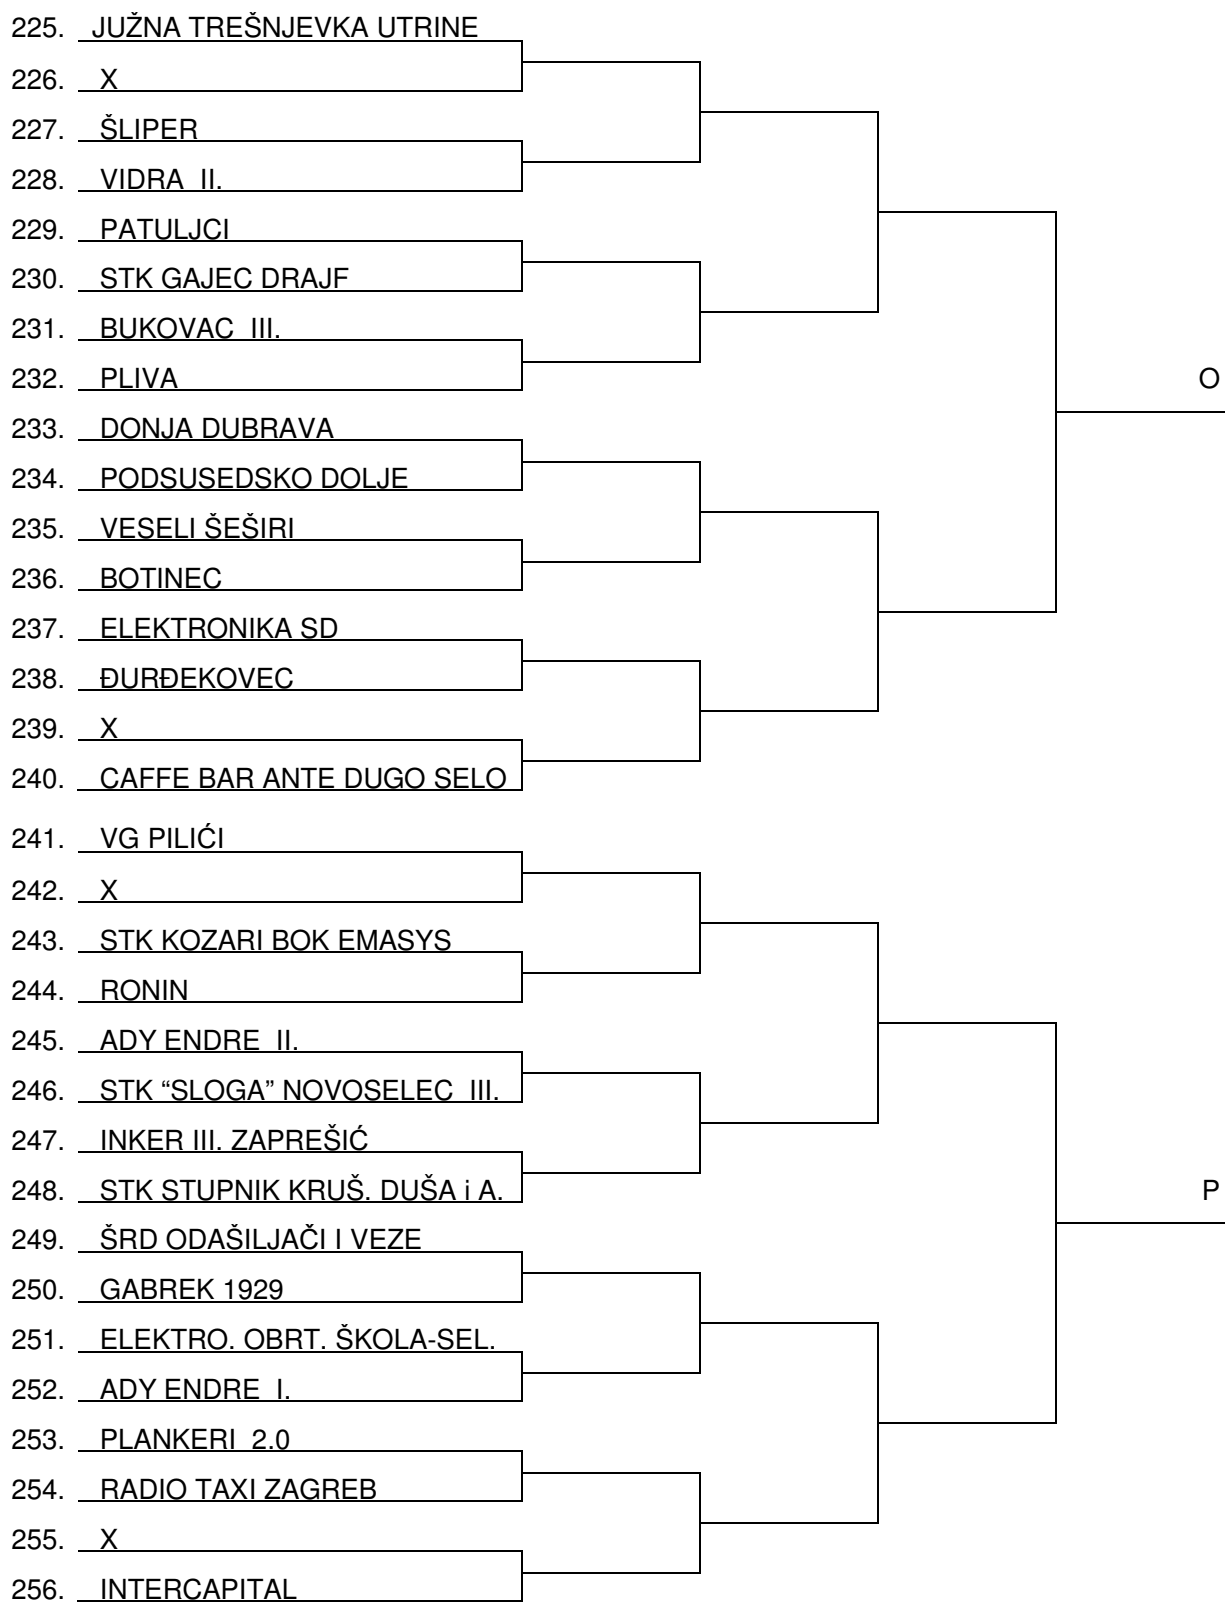 225. JUŽNA TREŠNJEVKA UTRINE
226. X
227. ŠLIPER
228. VIDRA II.
229. PATULJCI
230. STK GAJEC DRAJF
231. BUKOVAC III.
232. PLIVA
O
233. DONJA DUBRAVA
234. PODSUSEDSKO DOLJE
235. VESELI ŠEŠIRI
236. BOTINEC
237. ELEKTRONIKA SD
238. ĐURĐEKOVEC
239. X
240. CAFFE BAR ANTE DUGO SELO
241. VG PILIĆI
242. X
243. STK KOZARI BOK EMASYS
244. RONIN
245. ADY ENDRE II.
246. STK “SLOGA” NOVOSELEC III.
247. INKER III. ZAPREŠIĆ
248. STK STUPNIK KRUŠ. DUŠA i A.
P
249. ŠRD ODAŠILJAČI I VEZE
250. GABREK 1929
251. ELEKTRO. OBRT. ŠKOLA-SEL.
252. ADY ENDRE I.
253. PLANKERI 2.0
254. RADIO TAXI ZAGREB
255. X
256. INTERCAPITAL